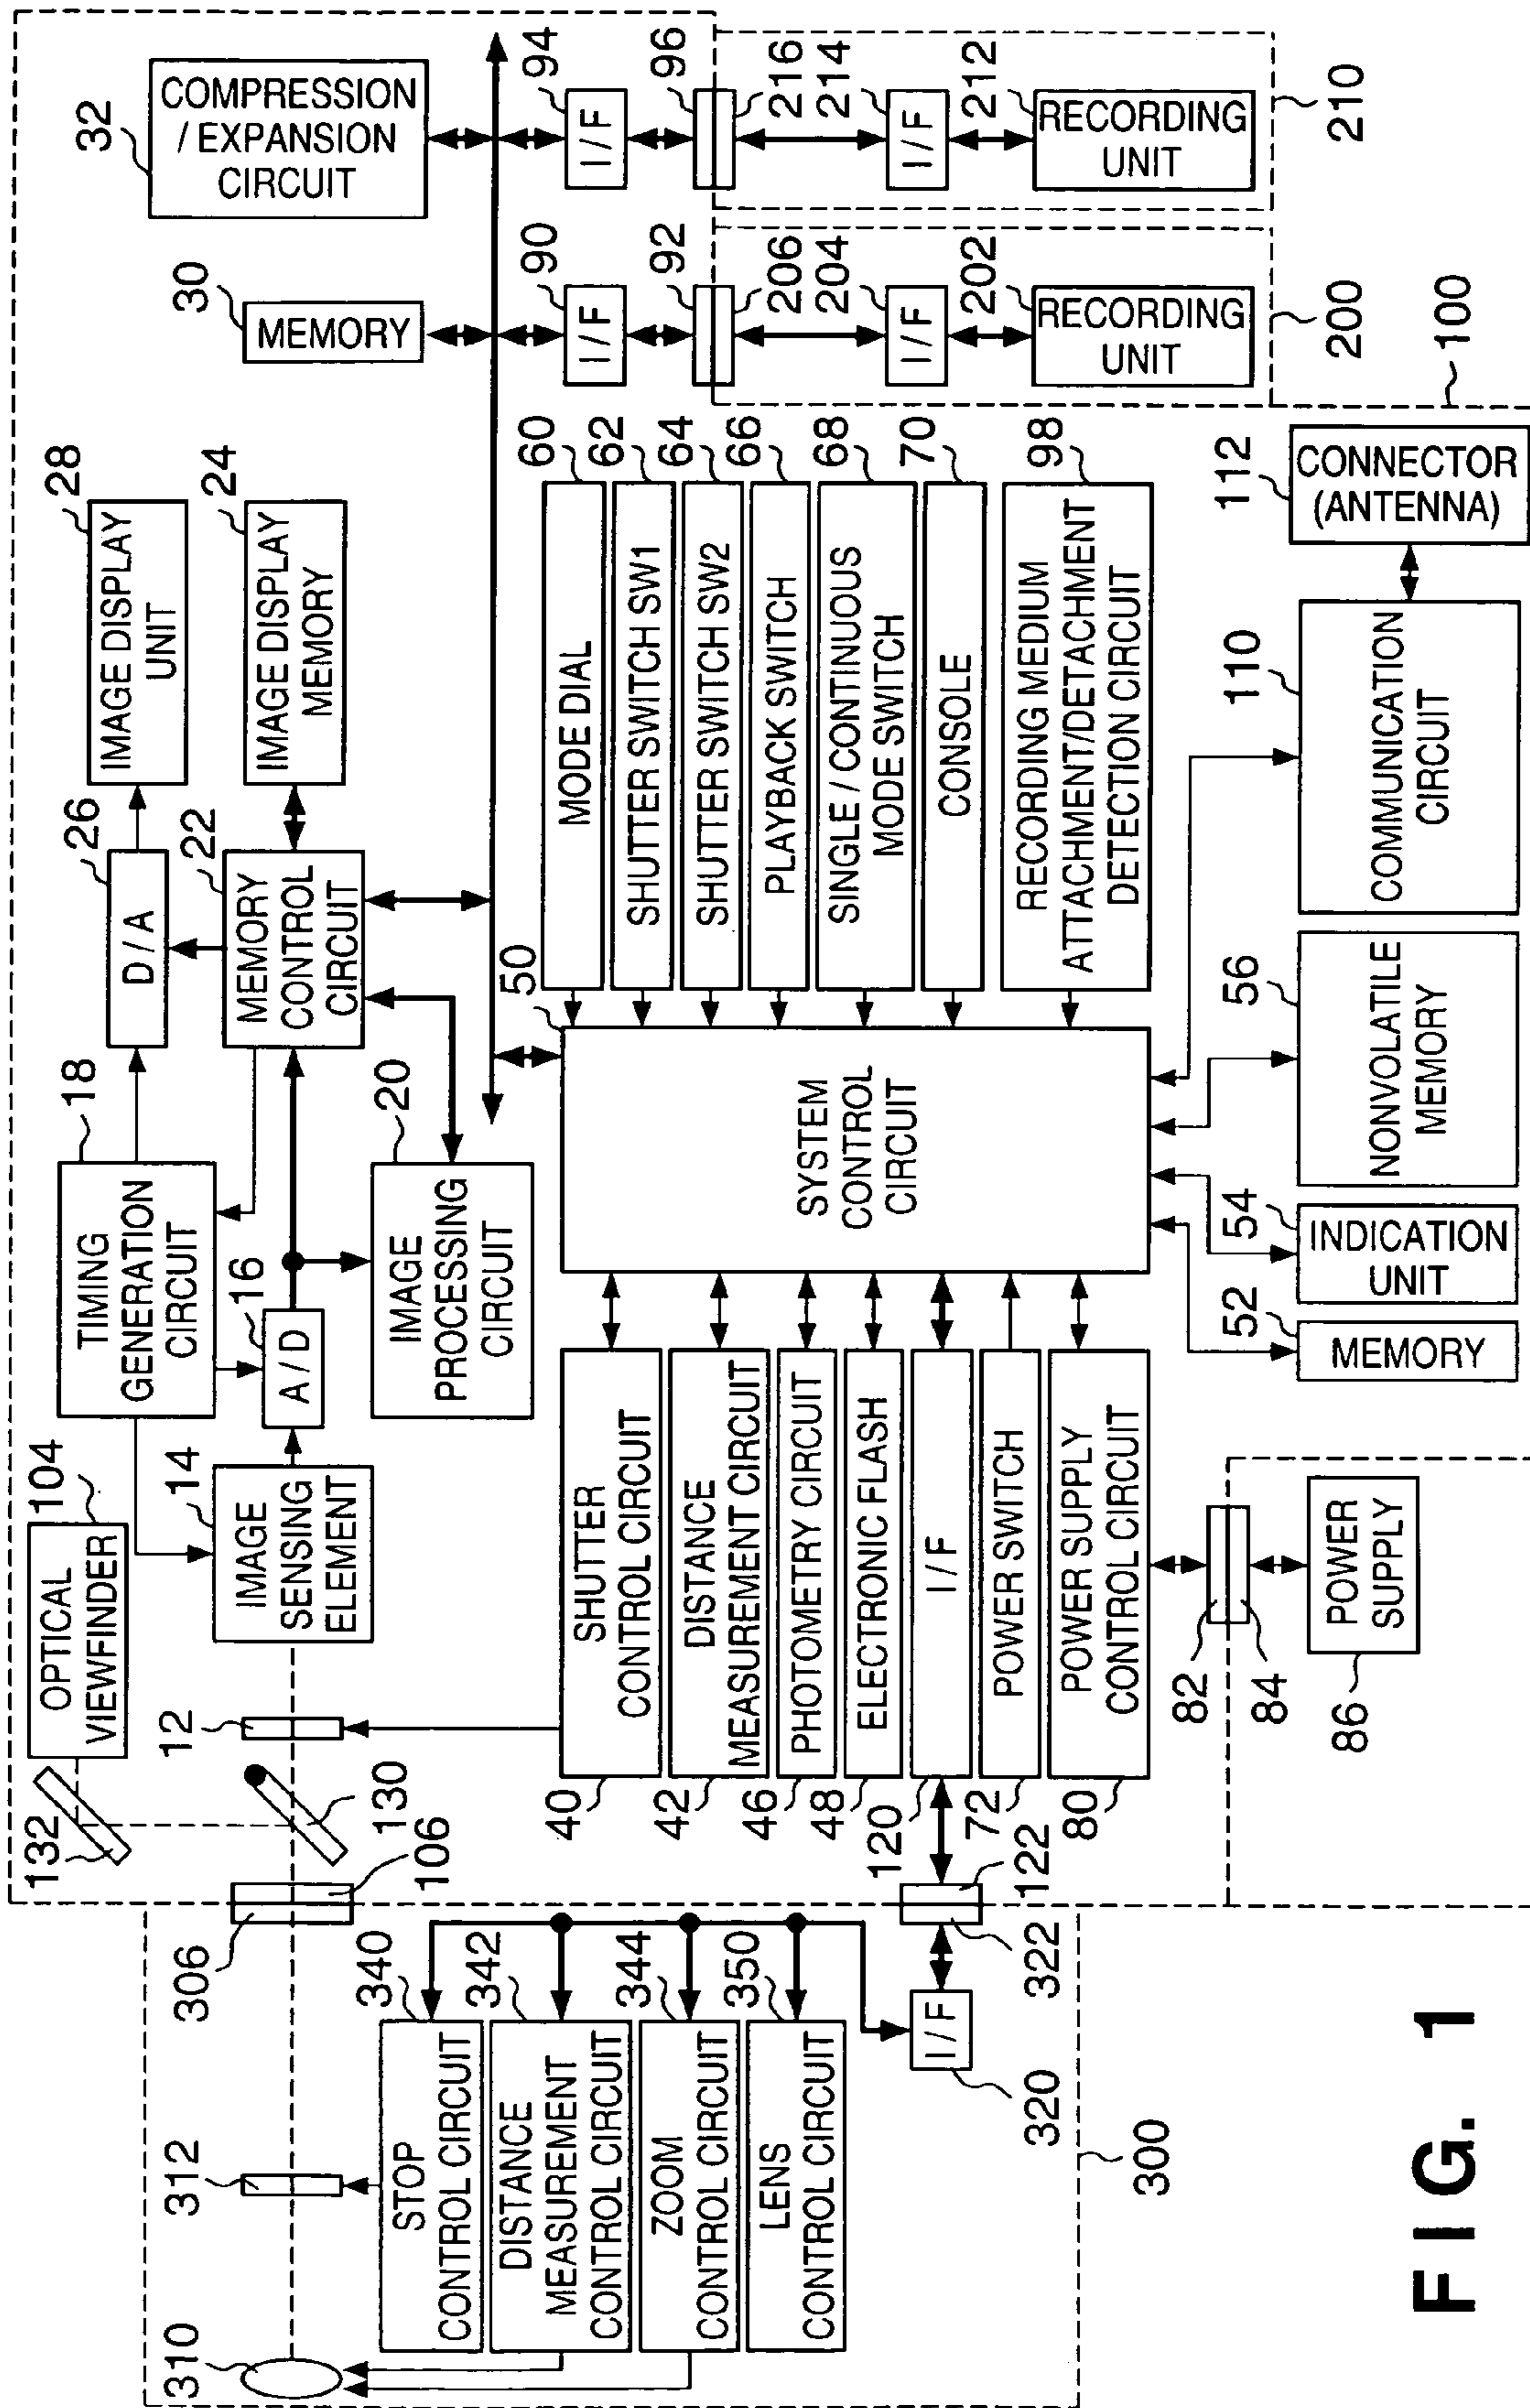 32
COMPRESSION
/ EXPANSION
CIRCUIT
94
I/F
96
216
214
I/F
212
RECORDING
UNIT
210
30
MEMORY
90
I/F
92
206
204
I/F
202
RECORDING
UNIT
200
100
28
IMAGE DISPLAY
UNIT
24
IMAGE DISPLAY
MEMORY
26
D/A
22
MEMORY
CONTROL
CIRCUIT
18
TIMING
GENERATION
CIRCUIT
16
A/D
20
IMAGE
PROCESSING
CIRCUIT
14
IMAGE
SENSING
ELEMENT
104
OPTICAL
VIEWFINDER
12
130
132
106
60
MODE DIAL
62
SHUTTER SWITCH SW1
64
SHUTTER SWITCH SW2
66
PLAYBACK SWITCH
68
SINGLE / CONTINUOUS
MODE SWITCH
70
CONSOLE
98
RECORDING MEDIUM
ATTACHMENT/DETACHMENT
DETECTION CIRCUIT
50
SYSTEM
CONTROL
CIRCUIT
112
CONNECTOR
(ANTENNA)
110
COMMUNICATION
CIRCUIT
56
NONVOLATILE
MEMORY
54
INDICATION
UNIT
52
MEMORY
SHUTTER
CONTROL CIRCUIT
40
DISTANCE
MEASUREMENT CIRCUIT
42
PHOTOMETRY CIRCUIT
46
ELECTRONIC FLASH
48
I/F
120
POWER SWITCH
72
POWER SUPPLY
CONTROL CIRCUIT
80
82
84
POWER
SUPPLY
86
122
322
I/F
320
306
340
STOP
CONTROL CIRCUIT
342
DISTANCE
MEASUREMENT
CONTROL CIRCUIT
344
ZOOM
CONTROL CIRCUIT
350
LENS
CONTROL CIRCUIT
312
310
300
FIG. 1